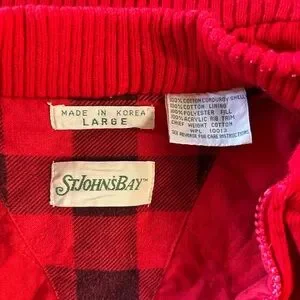 MADE IN KOREA
LARGE
100% COTTON CORDUROY SHELL
100% COTTON LINING
100% POLYESTER FILL
100% ACRYLIC RIB TRIM
CHIEF WEIGHT COTTON
WPL 10013
SEE REVERSE FOR CARE INSTRUCTIONS
ST.JOHN'S BAY™